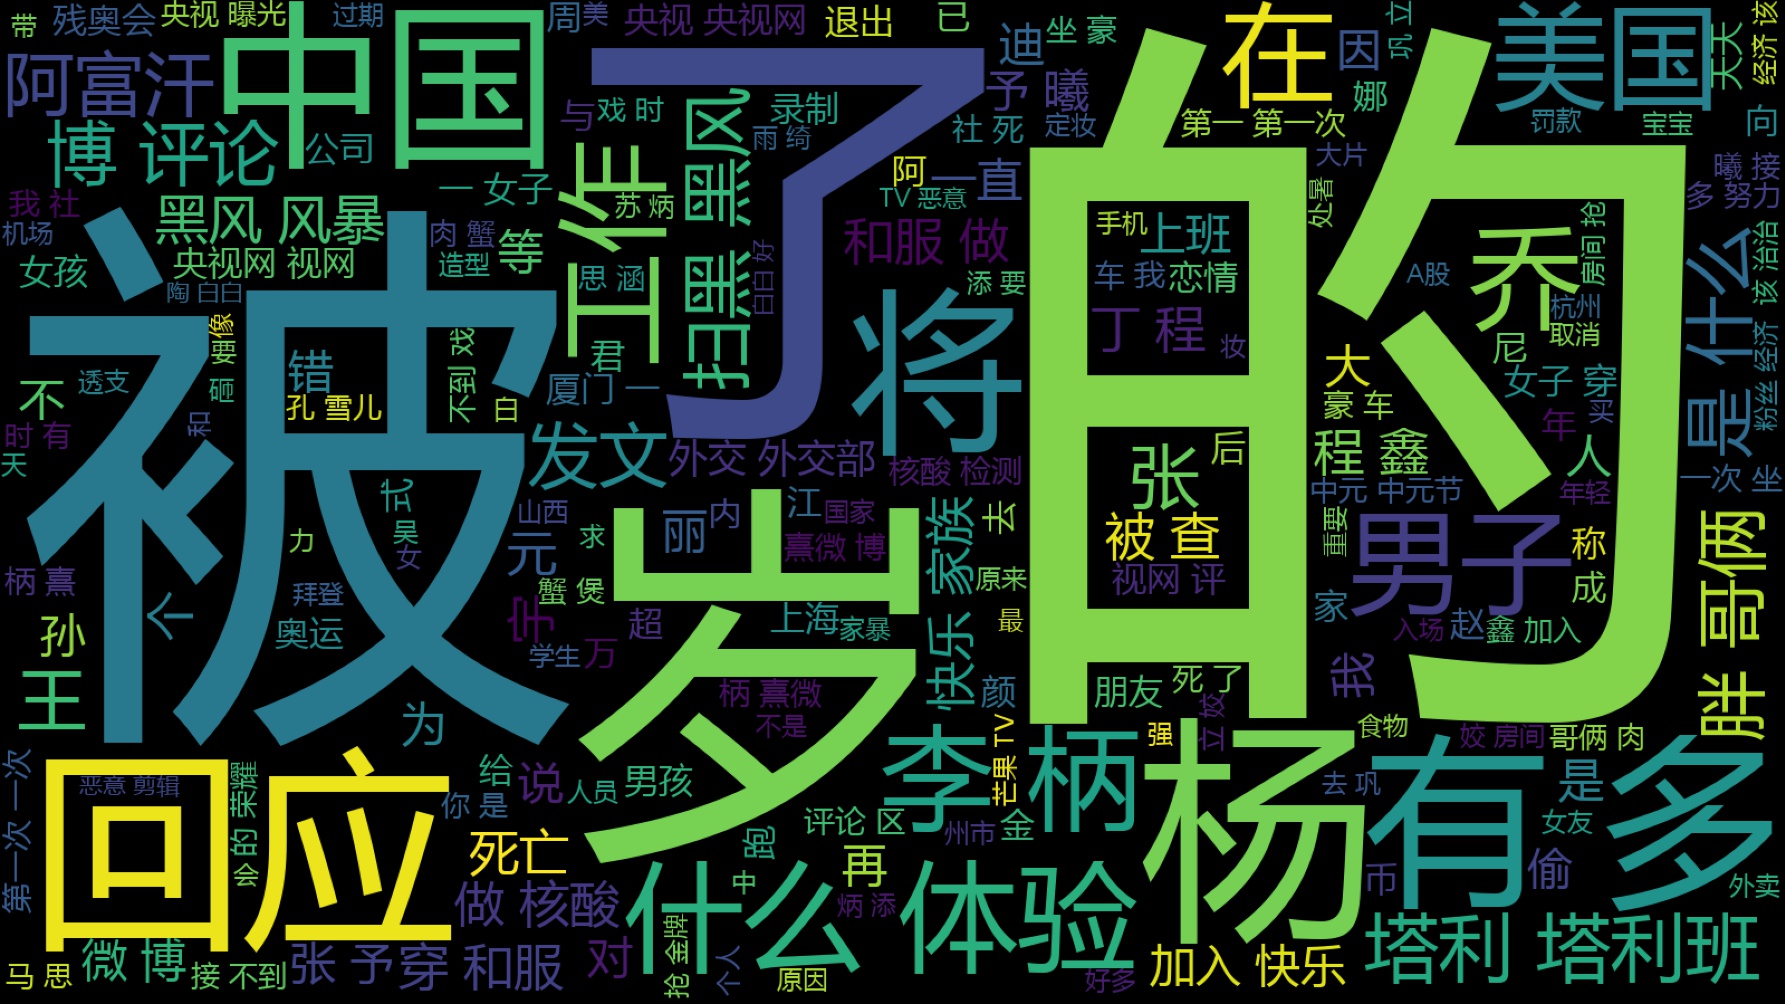 带
残奥会
央视 曝光
过期
周
美
央视 央视网
退出
已
迪
坐 豪
在
因
巩 立
美国
天天
经济 该
阿富汗
中国
了
与
戏 时
录制
予 曦
社 死
定妆
雨 绮
娜
第一 第一次
罚款
宝宝
向
博 评论
公司
扫黑 黑风
工作
阿
一直
大片
曦 接
多 努力
我 社
机场
黑风 风暴
一 女子
苏 炳
TV 恶意
和服 做
手机
上班
处暑
的
乔
房间 抢
该 治治
女孩
央视网 视网
肉 蟹
造型
等
思 涵
白白 好
将
添 要
车 我
恋情
A股
杭州
取消
是 什么
陶 白白
被
要 像
砸
不到 戏
君
丁 程
妆
大
尼
女子 穿
粉丝 经济
不
透支
错
孔 雪儿
白
厦门 一
豪 车
年
买
时 有
天
和
发文
外交 外交部
核酸 检测
张
后
程 鑫
人
一次 坐
忙
吴
女
山西
元
求
丽
内
江
国家
熹微 博
家族
快乐
去
被 查
视网 评
中元 中元节
重要
男子
年轻
称
成
胖 哥俩
柄 熹
力
个
拜登
奥运
蟹 煲
岁
原来
最
家
入场
赵
鑫 加入
孙
王
宇
学生
万
超
上海
家暴
柄 熹微
不是
颜
朋友
死 了
我
为
立 姣
食物
姣 房间
哥俩 肉
回应
恶意 剪辑
会 的 荣耀
第一次 一次
给
你 是
说
人员
男孩
李
芒果 TV
柄
强
杨
去 巩
有多
是
女友
死亡
跑
评论 区
州市
金
再
中
做 核酸
什么
炳 添
体验
币
偷
外卖
马 思
微 博
接 不到
张 予
穿 和服
对
抢 金牌
个人
原因
好多
加入 快乐
塔利 塔利班